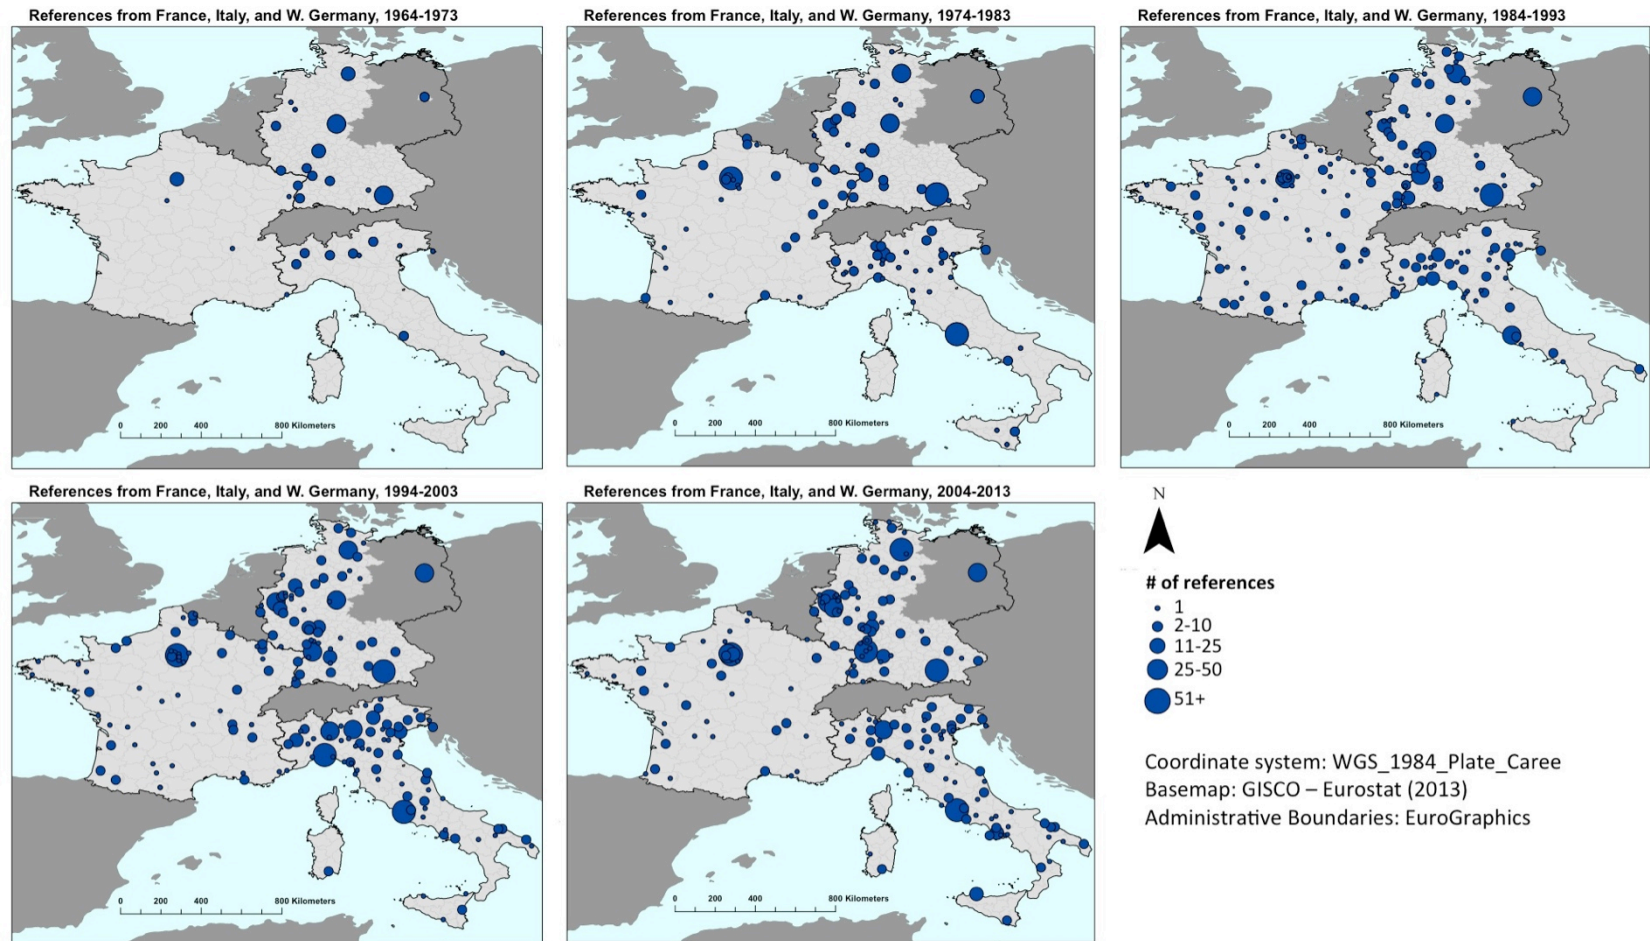 References from France, Italy, and W. Germany, 1964-1973
0 200 400 800 Kilometers
References from France, Italy, and W. Germany, 1974-1983
0 200 400 800 Kilometers
References from France, Italy, and W. Germany, 1984-1993
0 200 400 800 Kilometers
References from France, Italy, and W. Germany, 1994-2003
0 200 400 800 Kilometers
References from France, Italy, and W. Germany, 2004-2013
0 200 400 800 Kilometers
N
# of references
1
2-10
11-25
25-50
51+
Coordinate system: WGS_1984_Plate_Caree
Basemap: GISCO – Eurostat (2013)
Administrative Boundaries: EuroGraphics